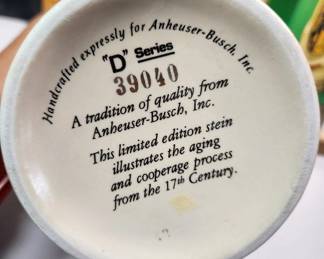 Handcrafted expressly for Anheuser-Busch, Inc.
"D" Series
39040
A tradition of quality from
Anheuser-Busch, Inc.
This limited edition stein
illustrates the aging
and cooperage process
from the 17th Century.